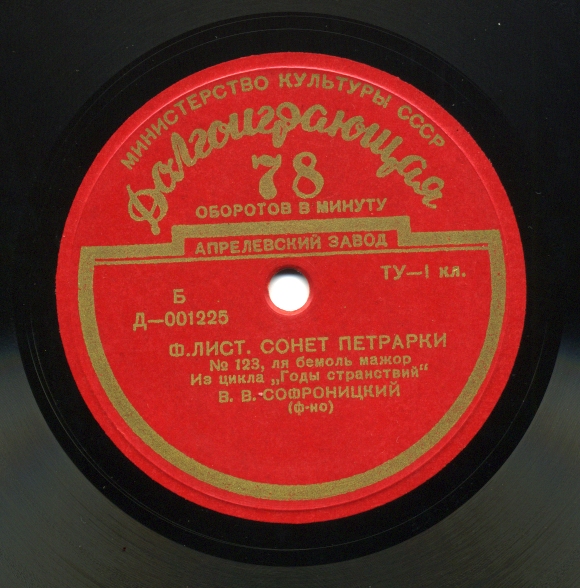 МИНИСТЕРСТВО КУЛЬТУРЫ СССР
Долгоиграющая
78
ОБОРОТОВ В МИНУТУ
АПРЕЛЕВСКИЙ ЗАВОД
ТУ—1 кл.
Б
Д—001225
Ф.ЛИСТ. СОНЕТ ПЕТРАРКИ
№ 123, ля бемоль мажор
Из цикла „Годы странствий"
В. В. СОФРОНИЦКИЙ
(ф-но)